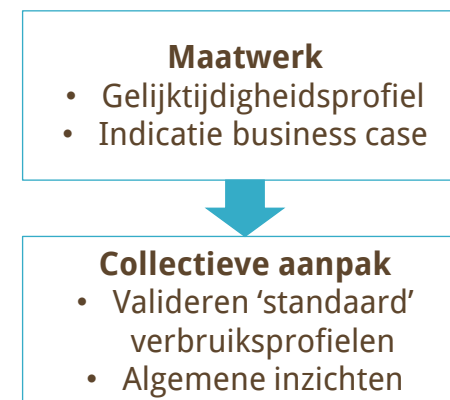 Maatwerk
• Gelijktijdigheidsprofiel
• Indicatie business case
Collectieve aanpak
• Valideren ‘standaard’
verbruiksprofielen
• Algemene inzichten